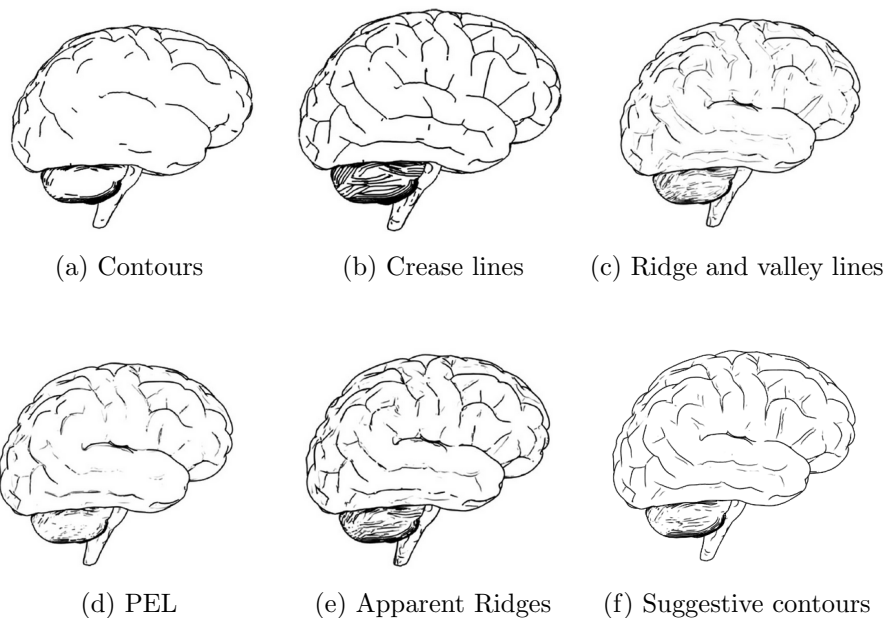 (a) Contours
(b) Crease lines
(c) Ridge and valley lines
(d) PEL
(e) Apparent Ridges
(f) Suggestive contours